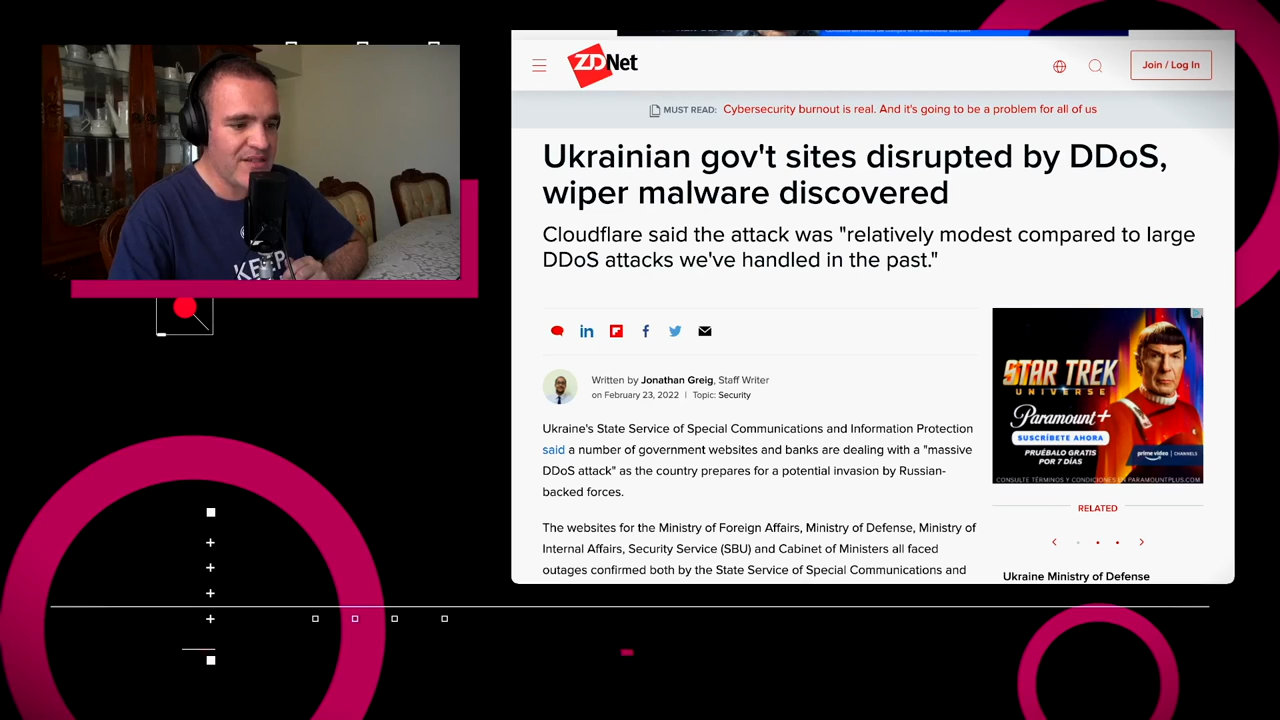 KEEP
ZDNet
Join / Log In
MUST READ: Cybersecurity burnout is real. And it's going to be a problem for all of us
Ukrainian gov't sites disrupted by DDoS,
wiper malware discovered
Cloudflare said the attack was "relatively modest compared to large
DDoS attacks we've handled in the past."
Written by Jonathan Greig, Staff Writer
on February 23, 2022 | Topic: Security
Ukraine's State Service of Special Communications and Information Protection
said a number of government websites and banks are dealing with a "massive
DDoS attack" as the country prepares for a potential invasion by Russian-
backed forces.
The websites for the Ministry of Foreign Affairs, Ministry of Defense, Ministry of
Internal Affairs, Security Service (SBU) and Cabinet of Ministers all faced
outages confirmed both by the State Service of Special Communications and
STAR TREK
UNIVERSE
Paramount+
SUSCRÍBETE AHORA
PRUÉBALO GRATIS
POR 7 DÍAS
prime video | CHANNELS
CONSULTE TÉRMINOS Y CONDICIONES EN PARAMOUNTPLUS.COM
RELATED
Ukraine Ministry of Defense